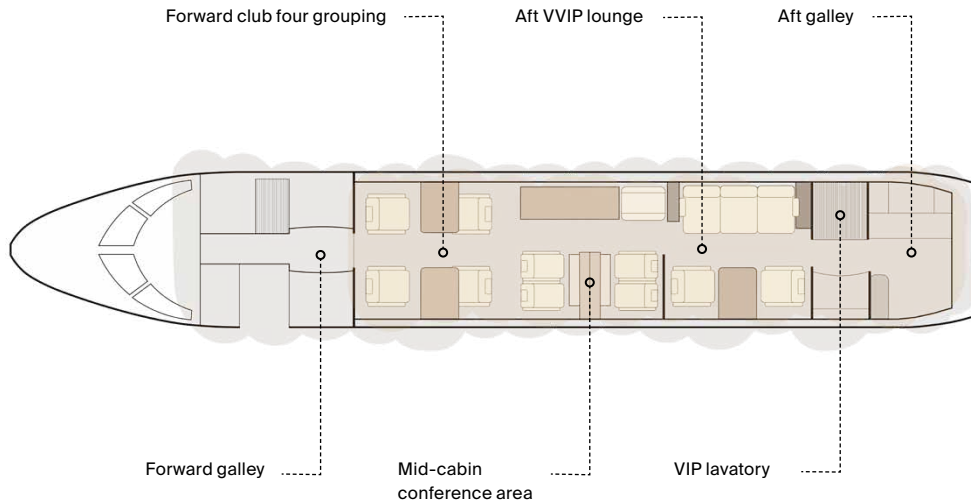 Forward club four grouping
Aft VVIP lounge
Aft galley
Forward galley
Mid-cabin
conference area
VIP lavatory